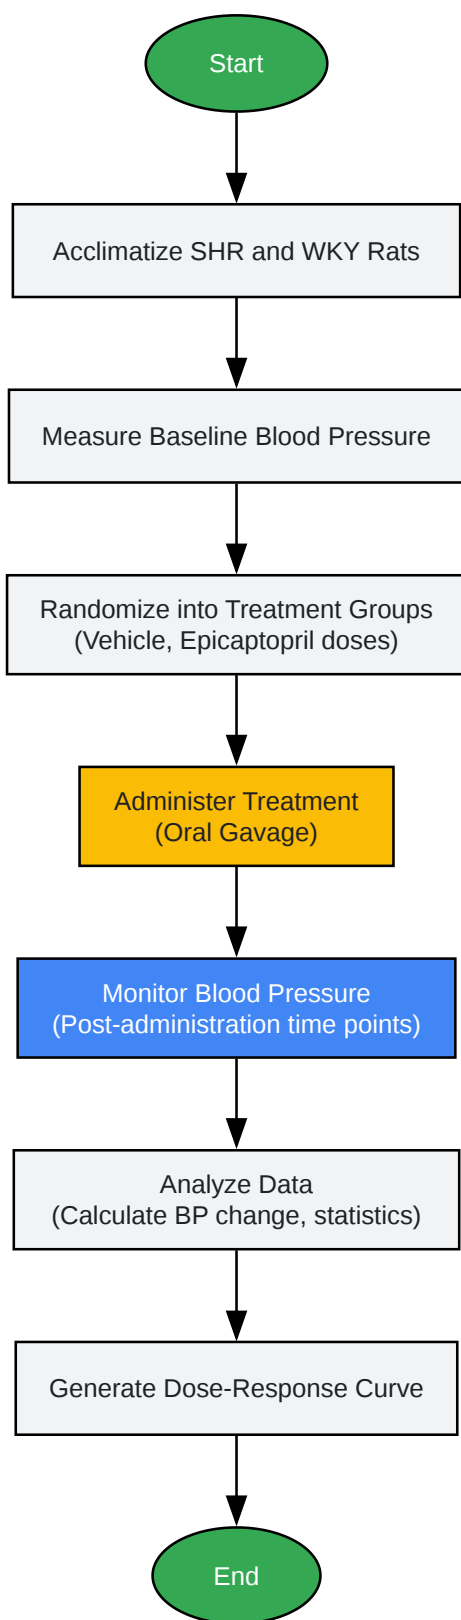 Start
Acclimatize SHR and WKY Rats
Measure Baseline Blood Pressure
Randomize into Treatment Groups
(Vehicle, Epicaptopril doses)
Administer Treatment
(Oral Gavage)
Monitor Blood Pressure
(Post-administration time points)
Analyze Data
(Calculate BP change, statistics)
Generate Dose-Response Curve
End